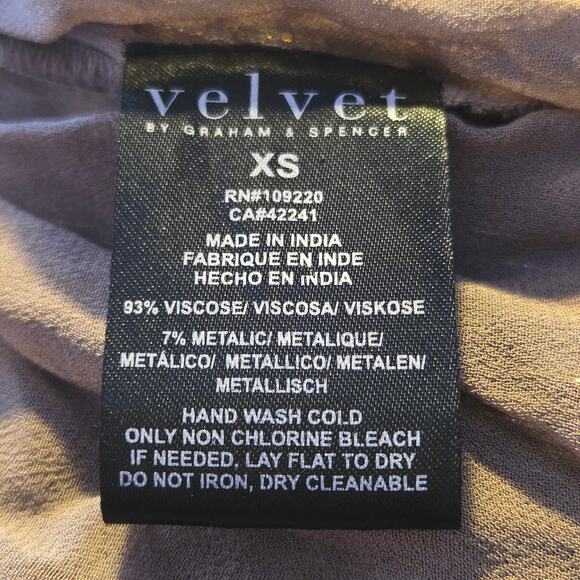 velvet
BY GRAHAM & SPENCER
XS
RN#109220
CA#42241
MADE IN INDIA
FABRIQUE EN INDE
HECHO EN INDIA
93% VISCOSE/ VISCOSA/ VISKOSE
7% METALIC/ METALIQUE/
METÁLICO/ METALLICO/ METALEN/
METALLISCH
HAND WASH COLD
ONLY NON CHLORINE BLEACH
IF NEEDED, LAY FLAT TO DRY
DO NOT IRON, DRY CLEANABLE